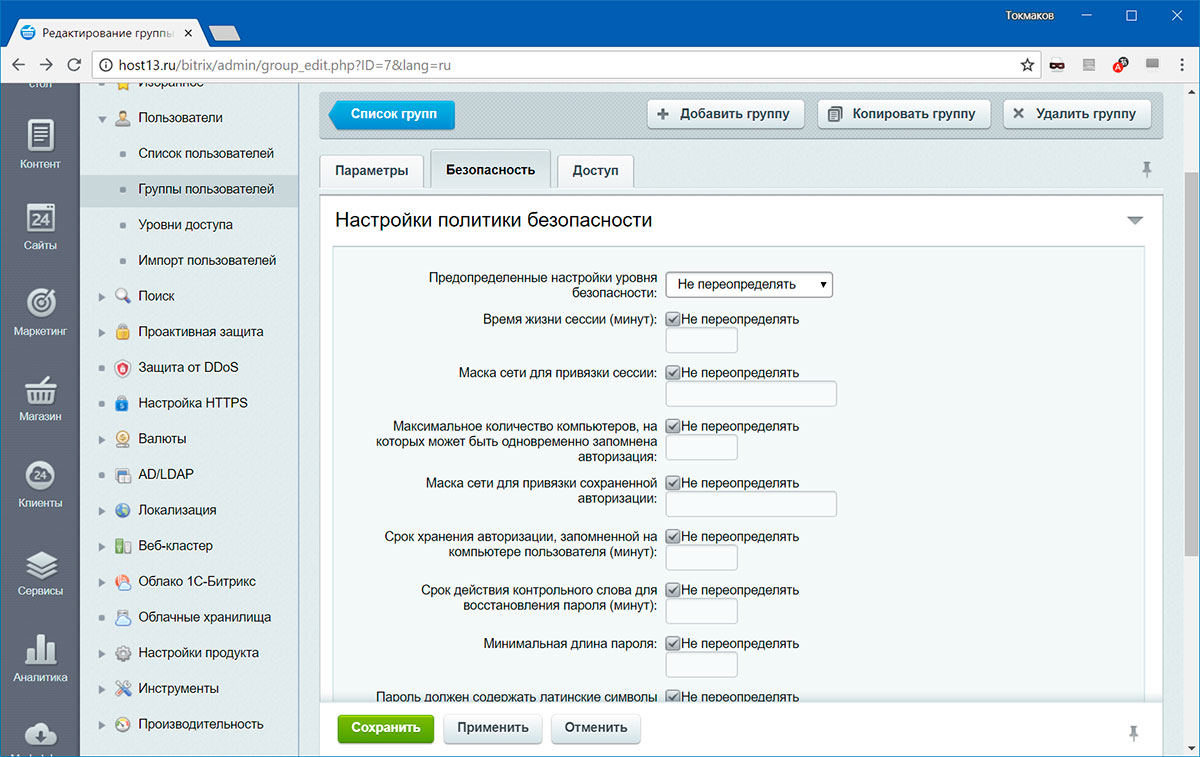 Токмаков
Редактирование группы
host13.ru/bitrix/admin/group_edit.php?ID=7&lang=ru
стол
Контент
24
Сайты
Маркетинг
Магазин
24
Клиенты
Сервисы
Аналитика
Избранное
Пользователи
Список пользователей
Группы пользователей
Уровни доступа
Импорт пользователей
Поиск
Проактивная защита
Защита от DDoS
Настройка HTTPS
Валюты
AD/LDAP
Локализация
Веб-кластер
Облако 1С-Битрикс
Облачные хранилища
Настройки продукта
Инструменты
Производительность
Список групп
Добавить группу
Копировать группу
Удалить группу
Параметры
Безопасность
Доступ
Настройки политики безопасности
Предопределенные настройки уровня
безопасности:
Не переопределять
Время жизни сессии (минут):
Не переопределять
Маска сети для привязки сессии:
Не переопределять
Максимальное количество компьютеров, на
которых может быть одновременно запомнена
авторизация:
Не переопределять
Маска сети для привязки сохраненной
авторизации:
Не переопределять
Срок хранения авторизации, запомненной на
компьютере пользователя (минут):
Не переопределять
Срок действия контрольного слова для
восстановления пароля (минут):
Не переопределять
Минимальная длина пароля:
Не переопределять
Пароль должен содержать латинские символы
Не переопределять
Сохранить
Применить
Отменить